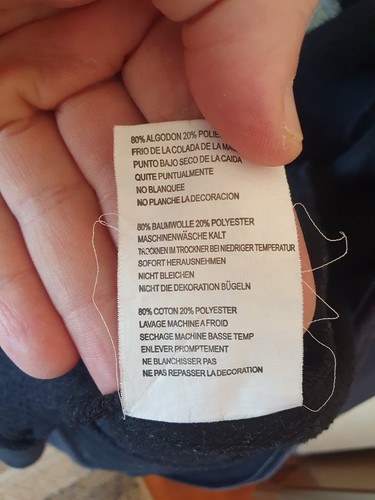 80% ALGODON 20%
FRIO DE LA COLADA DE LA
PUNTO BAJO SECO DE LA CAIDA
QUITE PUNTUALMENTE
NO BLANQUEE
NO PLANCHE LA DECORACION
80% BAUMWOLLE 20% POLYESTER
MASCHINENWÄSCHE KALT
TROCKNEN IM TROCKNER BEI NIEDRIGER TEMPERATUR
SOFORT HERAUSNEHMEN
NICHT BLEICHEN
NICHT DIE DEKORATION BÜGELN
80% COTON 20% POLYESTER
LAVAGE MACHINE A FROID
SECHAGE MACHINE BASSE TEMP
ENLEVER PROMPTEMENT
NE BLANCHISSER PAS
NE PAS REPASSER LA DECORATION